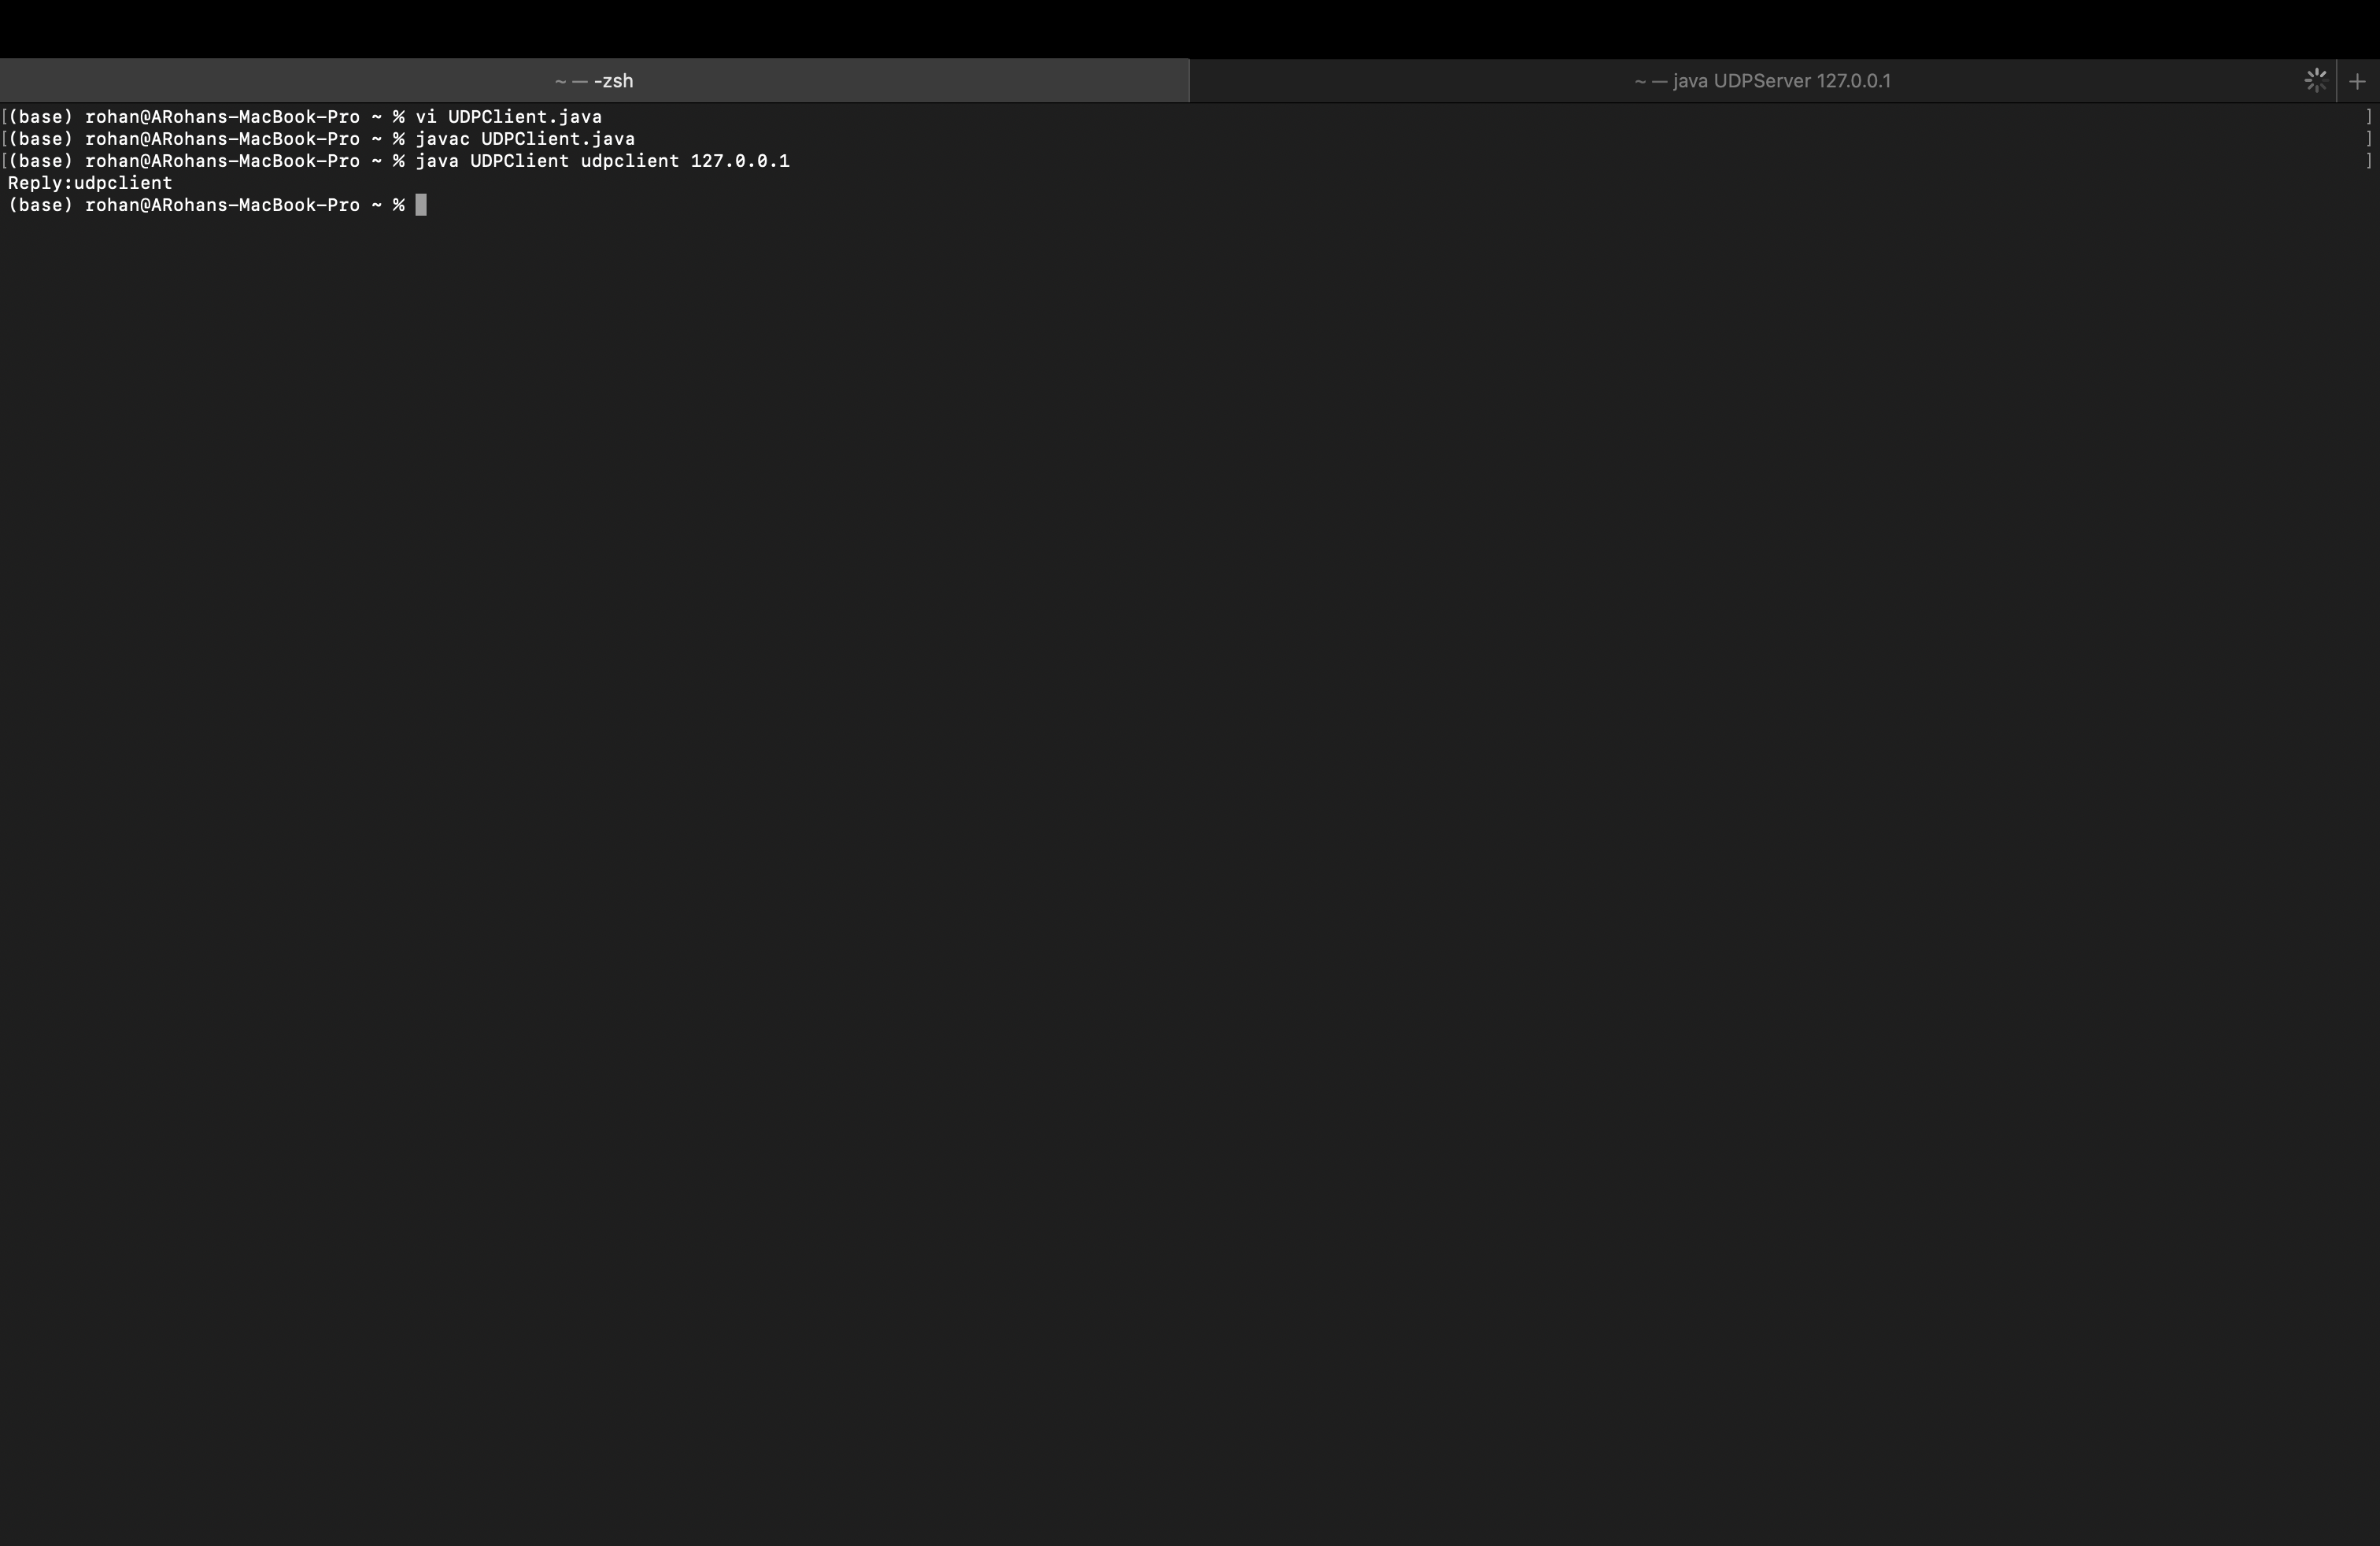 ~ — -zsh
~ — java UDPServer 127.0.0.1
+
[(base) rohan@ARohans-MacBook-Pro ~ % vi UDPClient.java ]
[(base) rohan@ARohans-MacBook-Pro ~ % javac UDPClient.java ]
[(base) rohan@ARohans-MacBook-Pro ~ % java UDPClient udpclient 127.0.0.1 ]
Reply:udpclient
(base) rohan@ARohans-MacBook-Pro ~ %